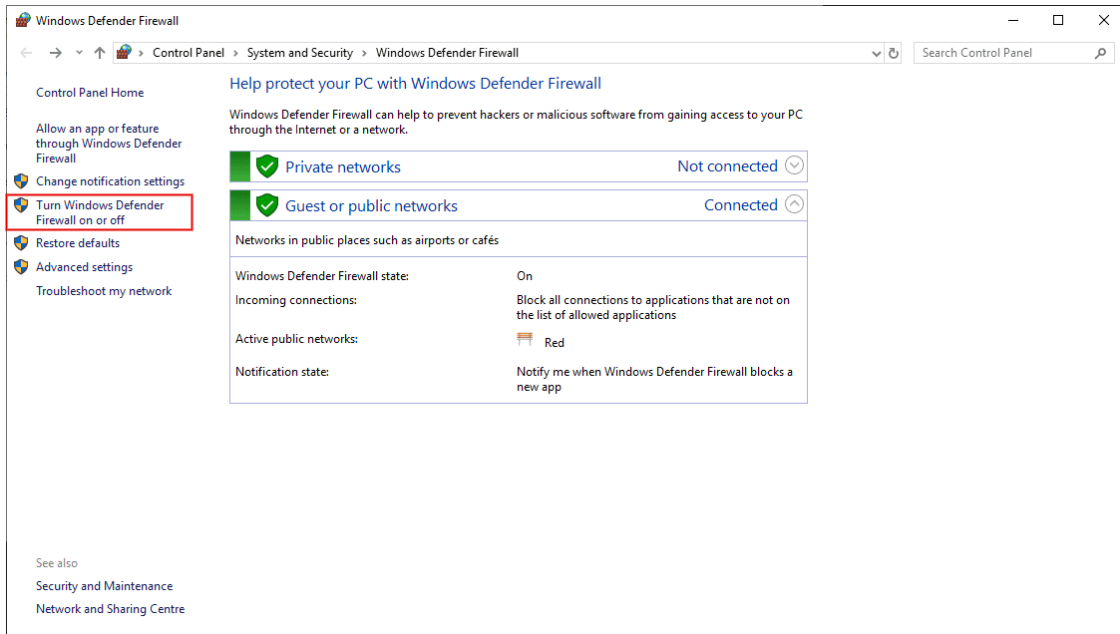 Windows Defender Firewall
Control Panel > System and Security > Windows Defender Firewall
Search Control Panel
Control Panel Home
Allow an app or feature
through Windows Defender
Firewall
Change notification settings
Turn Windows Defender
Firewall on or off
Restore defaults
Advanced settings
Troubleshoot my network
Help protect your PC with Windows Defender Firewall
Windows Defender Firewall can help to prevent hackers or malicious software from gaining access to your PC
through the Internet or a network.
Private networks Not connected
Guest or public networks Connected
Networks in public places such as airports or cafés
Windows Defender Firewall state: On
Incoming connections: Block all connections to applications that are not on
the list of allowed applications
Active public networks: Red
Notification state: Notify me when Windows Defender Firewall blocks a
new app
See also
Security and Maintenance
Network and Sharing Centre